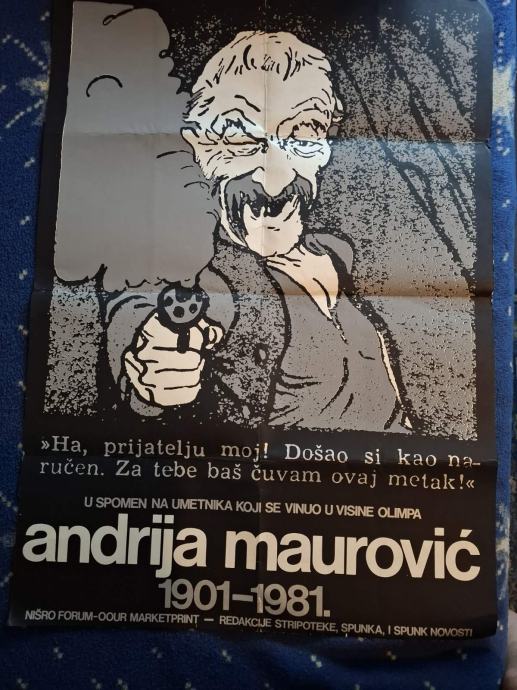 »Ha, prijatelju moj! Došao si kao na-
ručen. Za tebe baš čuvam ovaj metak!«
U SPOMEN NA UMETNIKA KOJI SE VINUO U VISINE OLIMPA
andrija maurović
1901–1981.
NIŠRO FORUM-OOUR MARKETPRINT — REDAKCIJE STRIPOTEKE, SPUNKA, I SPUNK NOVOSTI